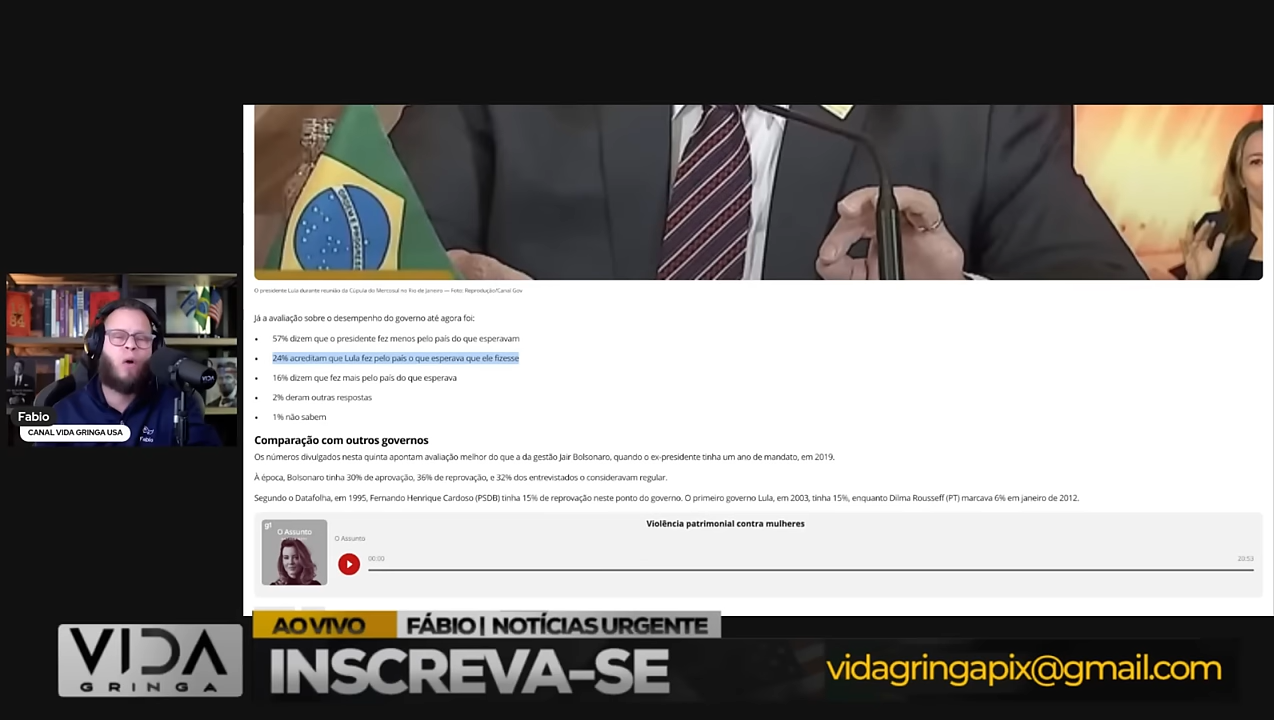 O presidente Lula durante reunião da Cúpula do Mercosul no Rio de Janeiro — Foto: Reprodução/Canal Gov
Já a avaliação sobre o desempenho do governo até agora foi:
• 57% dizem que o presidente fez menos pelo país do que esperavam
• 24% acreditam que Lula fez pelo país o que esperava que ele fizesse
• 16% dizem que fez mais pelo país do que esperava
• 2% deram outras respostas
• 1% não sabem
Comparação com outros governos
Os números divulgados nesta quinta apontam avaliação melhor do que a da gestão Jair Bolsonaro, quando o ex-presidente tinha um ano de mandato, em 2019.
À época, Bolsonaro tinha 30% de aprovação, 36% de reprovação, e 32% dos entrevistados o consideravam regular.
Segundo o Datafolha, em 1995, Fernando Henrique Cardoso (PSDB) tinha 15% de reprovação neste ponto do governo. O primeiro governo Lula, em 2003, tinha 15%, enquanto Dilma Rousseff (PT) marcava 6% em janeiro de 2012.
g1
O Assunto
Violência patrimonial contra mulheres
O Assunto
00:00
ORDEM E PROGRESSO
VIDA
Fabio
Fabio
CANAL VIDA GRINGA USA
AO VIVO
FÁBIO | NOTÍCIAS URGENTE
VIDA
GRINGA
INSCREVA-SE
vidagringapix@gmail.com